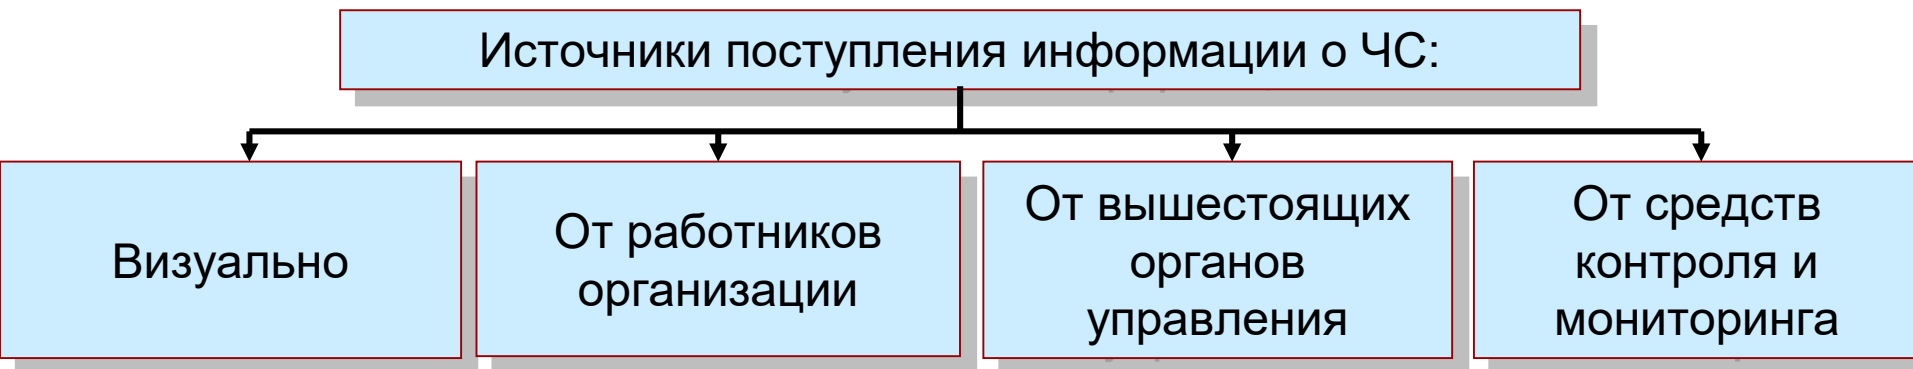 Источники поступления информации о ЧС:
Визуально
От работников
организации
От вышестоящих
органов
управления
От средств
контроля и
мониторинга